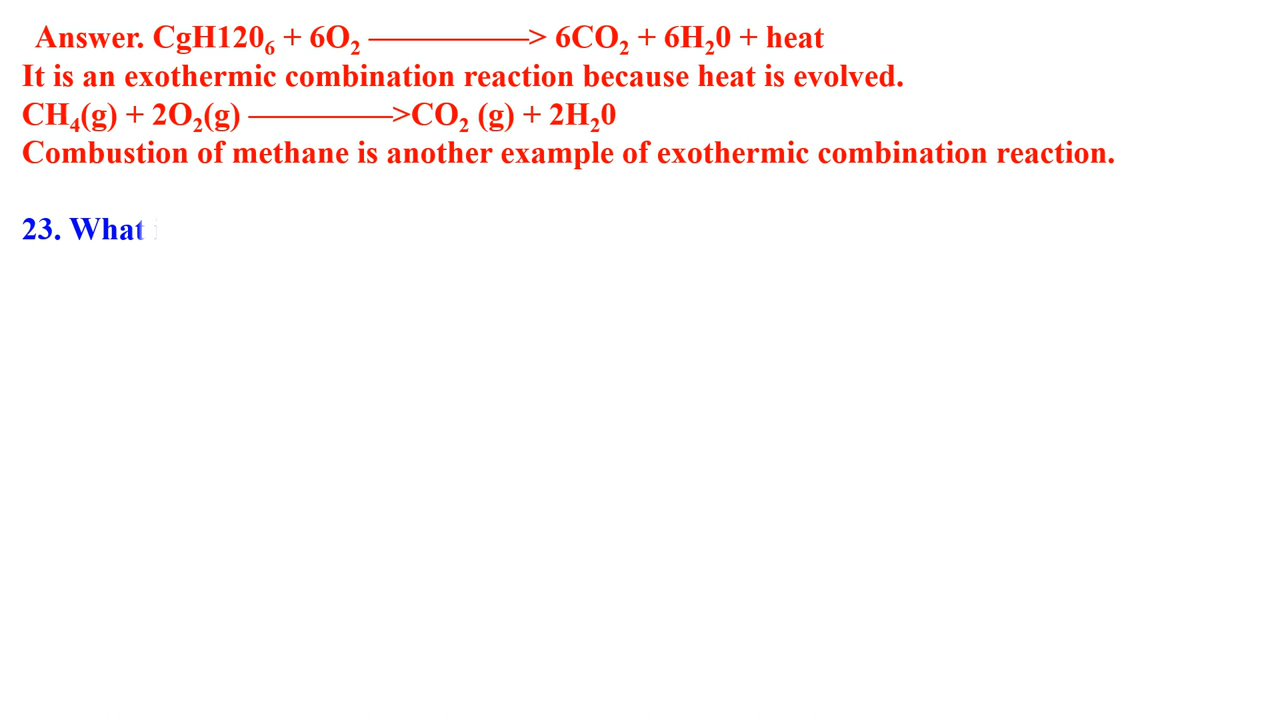 Answer. CgH120₆ + 6O₂ —————> 6CO₂ + 6H₂0 + heat
It is an exothermic combination reaction because heat is evolved.
CH₄(g) + 2O₂(g) —————>CO₂ (g) + 2H₂0
Combustion of methane is another example of exothermic combination reaction.
23. What